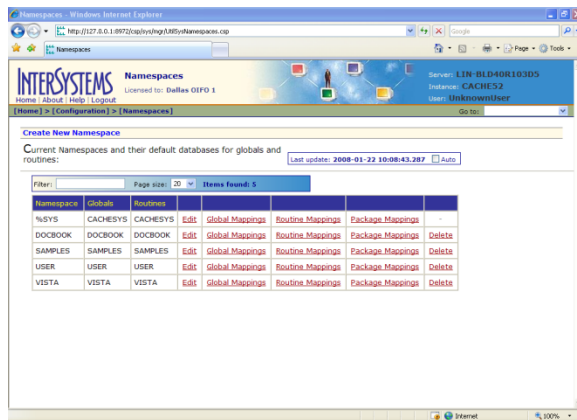 Namespaces - Windows Internet Explorer
http://127.0.0.1:8972/csp/sys/mgr/UtilSysNamespaces.csp
Google
Namespaces
Page
Tools
INTERSYSTEMS
Namespaces
Licensed to: Dallas OIFO 1
Home | About | Help | Logout
Server: LIN-BLD40R103D5
Instance: CACHE52
User: UnknownUser
[Home] > [Configuration] > [Namespaces]
Go to:
Create New Namespace
Current Namespaces and their default databases for globals and routines:
Last update: 2008-01-22 10:08:43.287 Auto
Filter: Page size: 20 Items found: 5
Namespace Globals Routines
%SYS CACHESYS CACHESYS Edit Global Mappings Routine Mappings Package Mappings -
DOCBOOK DOCBOOK DOCBOOK Edit Global Mappings Routine Mappings Package Mappings Delete
SAMPLES SAMPLES SAMPLES Edit Global Mappings Routine Mappings Package Mappings Delete
USER USER USER Edit Global Mappings Routine Mappings Package Mappings Delete
VISTA VISTA VISTA Edit Global Mappings Routine Mappings Package Mappings Delete
Internet
100%